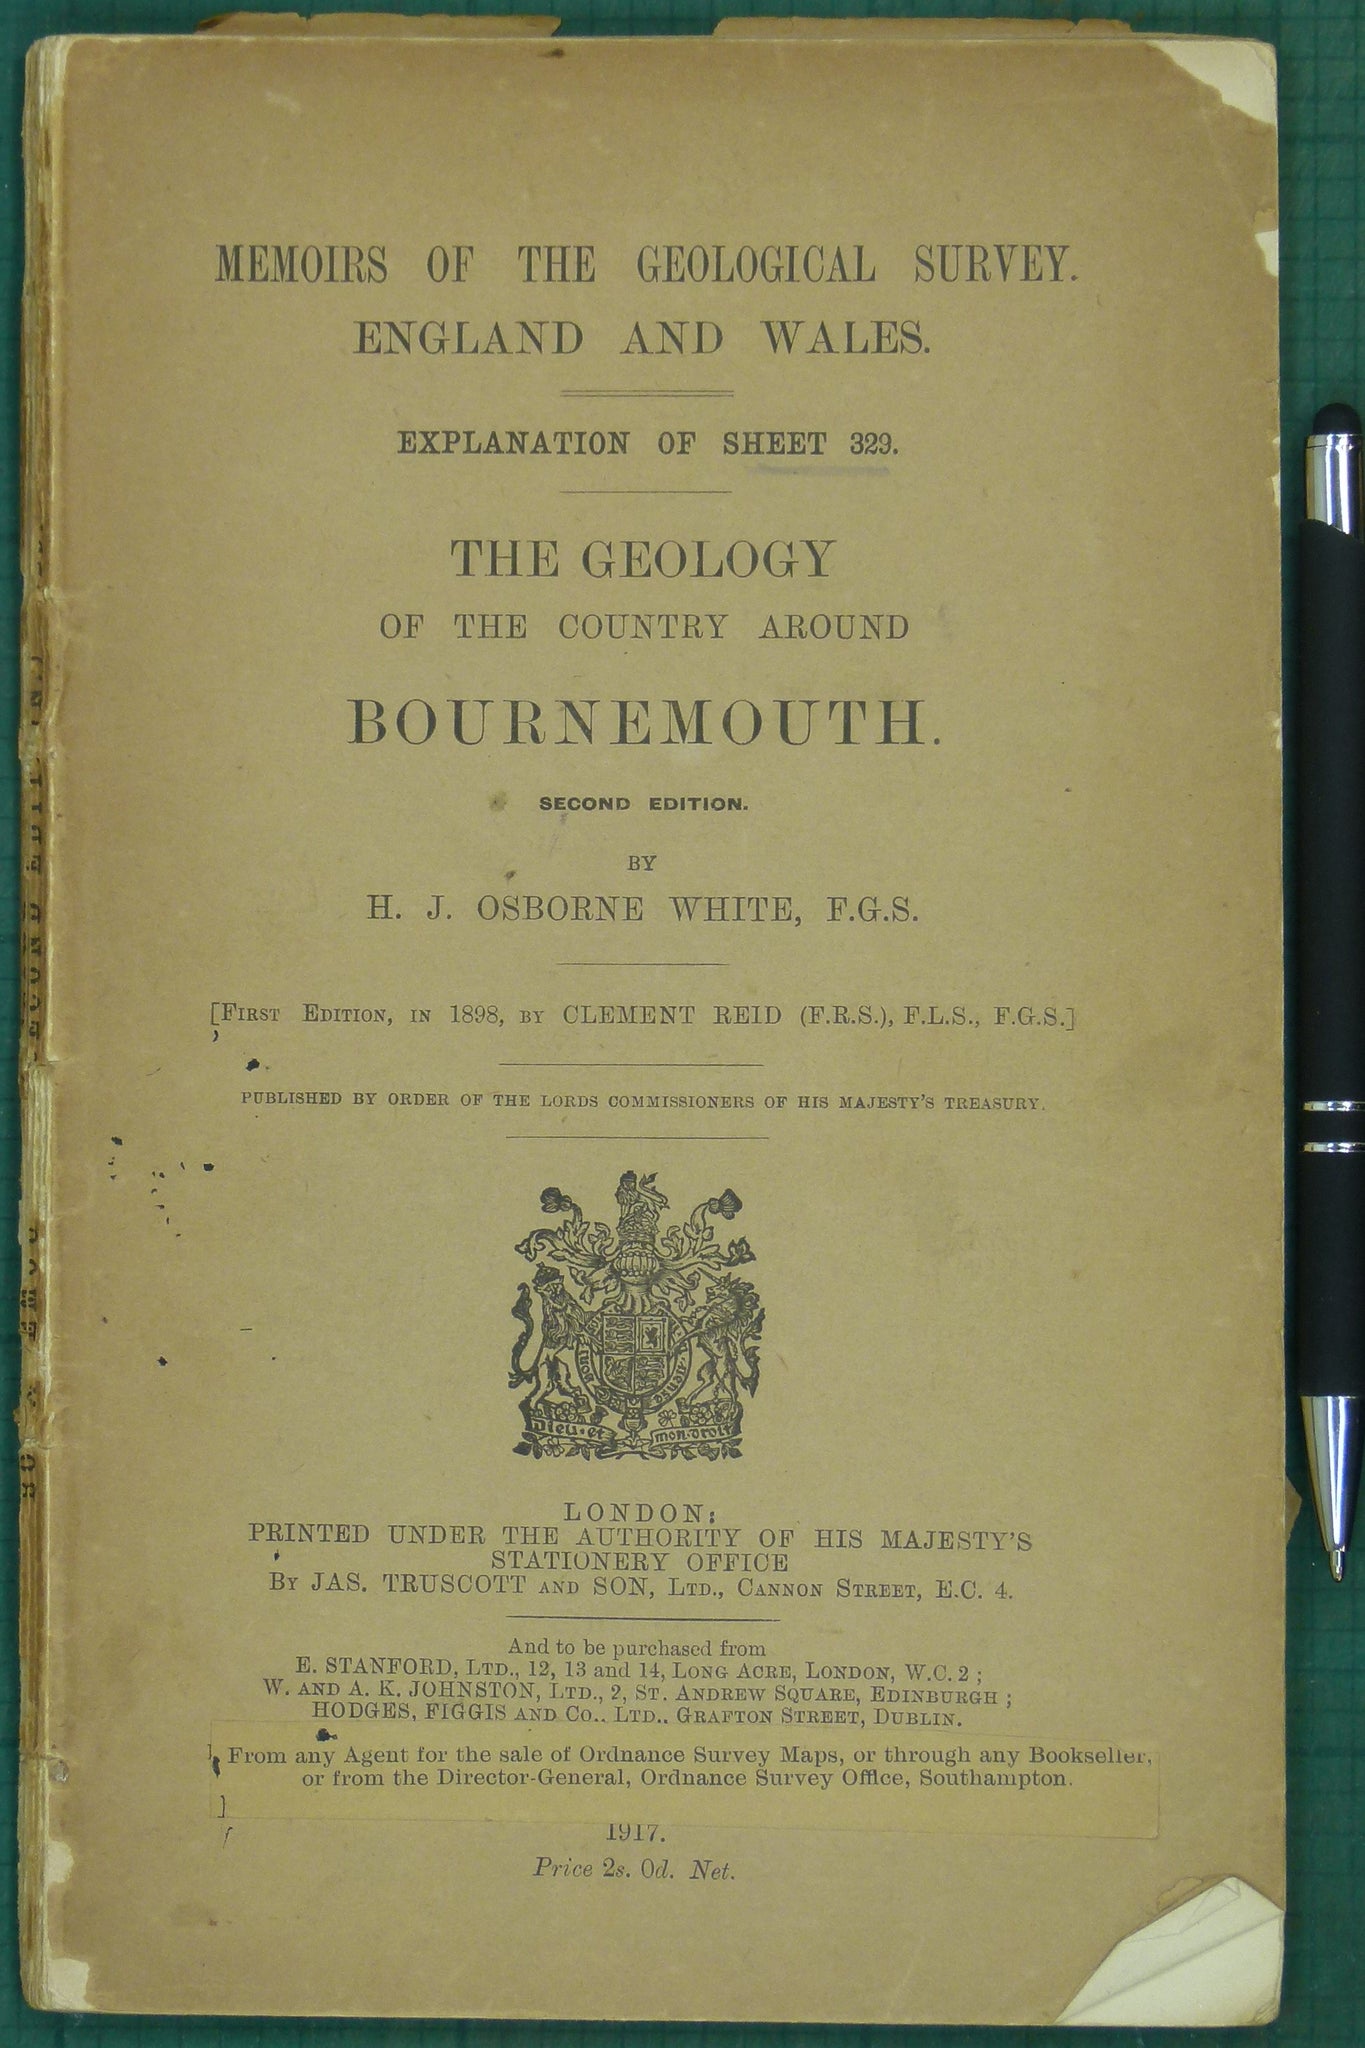 MEMOIRS OF THE GEOLOGICAL SURVEY.
ENGLAND AND WALES.
EXPLANATION OF SHEET 329.
THE GEOLOGY
OF THE COUNTRY AROUND
BOURNEMOUTH.
SECOND EDITION.
BY
H. J. OSBORNE WHITE, F.G.S.
[FIRST EDITION, IN 1898, BY CLEMENT REID (F.R.S.), F.L.S., F.G.S.]
PUBLISHED BY ORDER OF THE LORDS COMMISSIONERS OF HIS MAJESTY'S TREASURY.
Dieu et mon droit
LONDON:
PRINTED UNDER THE AUTHORITY OF HIS MAJESTY'S
STATIONERY OFFICE
BY JAS. TRUSCOTT AND SON, LTD., CANNON STREET, E.C. 4.
And to be purchased from
E. STANFORD, LTD., 12, 13 and 14, LONG ACRE, LONDON, W.C. 2 ;
W. AND A. K. JOHNSTON, LTD., 2, ST. ANDREW SQUARE, EDINBURGH ;
HODGES, FIGGIS AND CO., LTD., GRAFTON STREET, DUBLIN.
From any Agent for the sale of Ordnance Survey Maps, or through any Bookseller,
or from the Director-General, Ordnance Survey Office, Southampton.
1917.
Price 2s. 0d. Net.